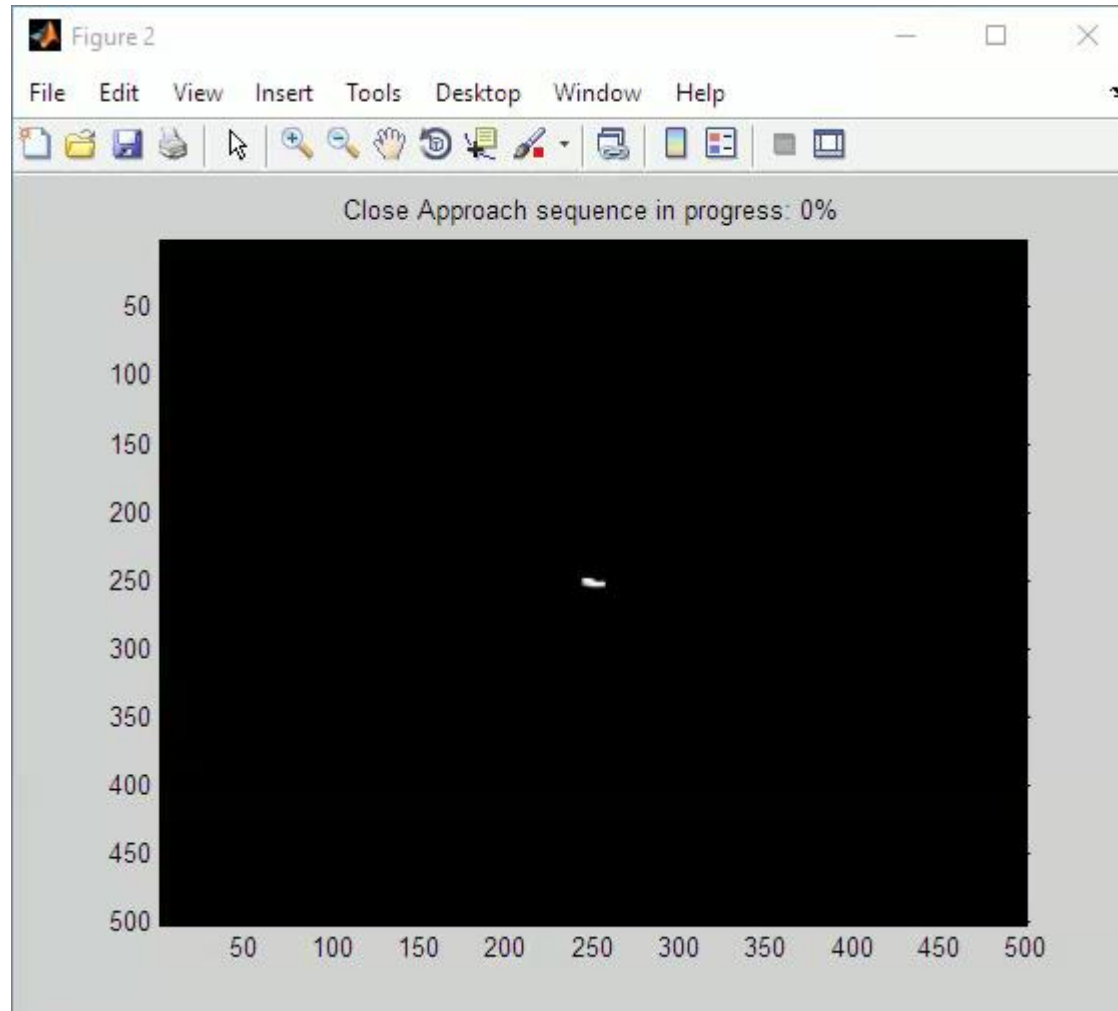 Figure 2
File Edit View Insert Tools Desktop Window Help
Close Approach sequence in progress: 0%
50
100
150
200
250
300
350
400
450
500
50 100 150 200 250 300 350 400 450 500